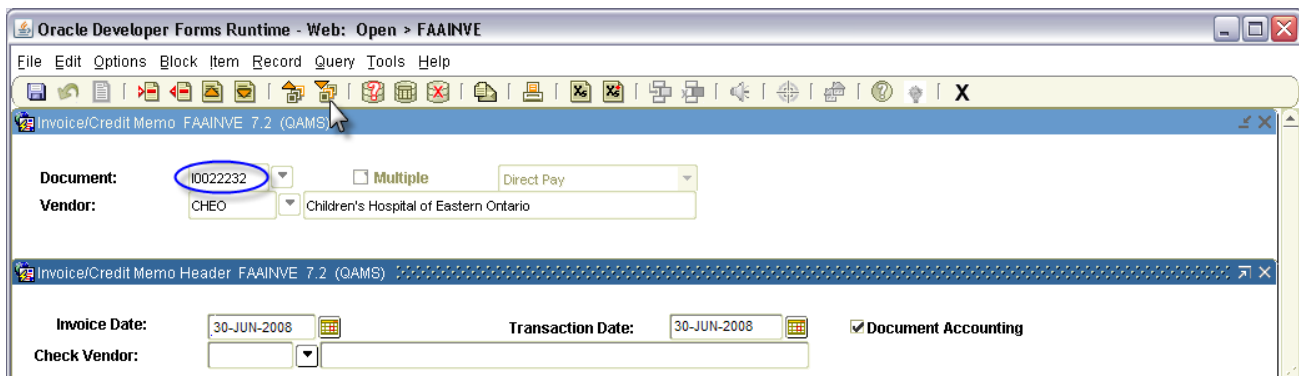 Oracle Developer Forms Runtime - Web: Open > FAAINVE
File Edit Options Block Item Record Query Tools Help
X
Invoice/Credit Memo FAAINVE 7.2 (QAMS)
Document: I0022232 Multiple Direct Pay
Vendor: CHEO Children's Hospital of Eastern Ontario
Invoice/Credit Memo Header FAAINVE 7.2 (QAMS)
Invoice Date: 30-JUN-2008 Transaction Date: 30-JUN-2008 Document Accounting
Check Vendor: